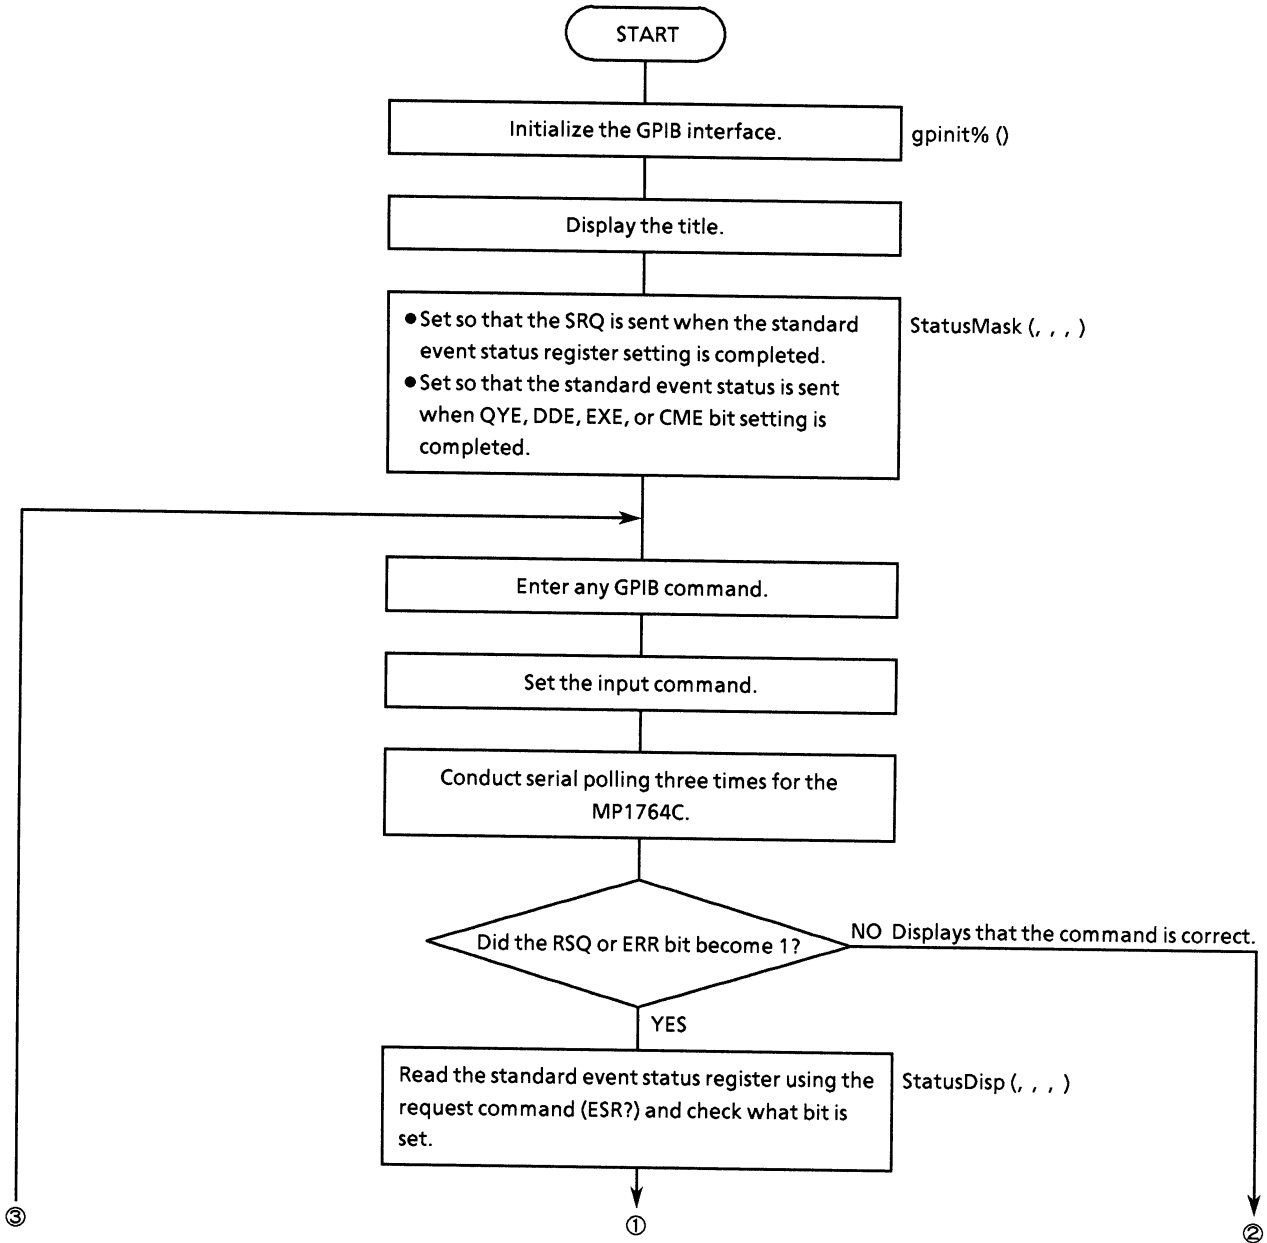 START
Initialize the GPIB interface.
gpinit% ()
Display the title.
●Set so that the SRQ is sent when the standard
event status register setting is completed.
●Set so that the standard event status is sent
when QYE, DDE, EXE, or CME bit setting is
completed.
StatusMask (, , , )
Enter any GPIB command.
Set the input command.
Conduct serial polling three times for the
MP1764C.
Did the RSQ or ERR bit become 1?
NO Displays that the command is correct.
YES
Read the standard event status register using the
request command (ESR?) and check what bit is
set.
StatusDisp (, , , )
③
①
②